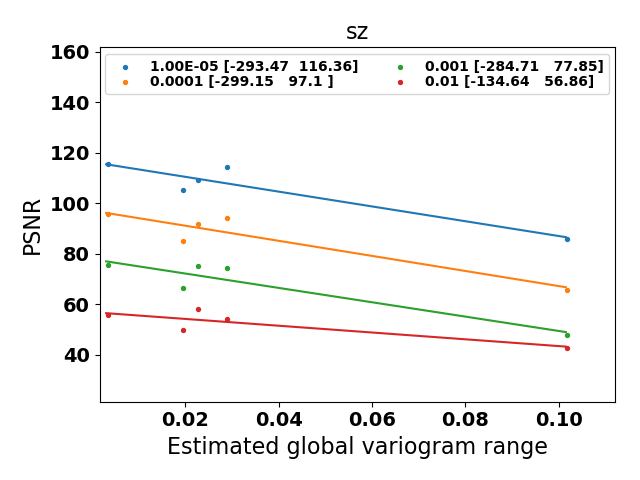 sz
1.00E-05 [-293.47  116.36]
0.0001 [-299.15   97.1 ]
0.001 [-284.71   77.85]
0.01 [-134.64   56.86]
160
140
120
100
80
60
40
PSNR
0.02 0.04 0.06 0.08 0.10
Estimated global variogram range